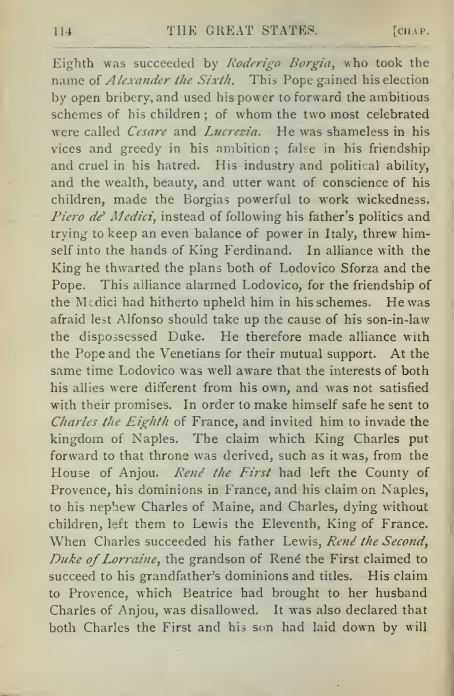 114 THE GREAT STATES. [CHAP.
Eighth was succeeded by Roderigo Borgia, who took the
name of Alexander the Sixth. This Pope gained his election
by open bribery, and used his power to forward the ambitious
schemes of his children ; of whom the two most celebrated
were called Cesare and Lucrezia. He was shameless in his
vices and greedy in his ambition ; false in his friendship
and cruel in his hatred. His industry and political ability,
and the wealth, beauty, and utter want of conscience of his
children, made the Borgias powerful to work wickedness.
Piero de' Medici, instead of following his father's politics and
trying to keep an even balance of power in Italy, threw him-
self into the hands of King Ferdinand. In alliance with the
King he thwarted the plans both of Lodovico Sforza and the
Pope. This alliance alarmed Lodovico, for the friendship of
the Medici had hitherto upheld him in his schemes. He was
afraid lest Alfonso should take up the cause of his son-in-law
the dispossessed Duke. He therefore made alliance with
the Pope and the Venetians for their mutual support. At the
same time Lodovico was well aware that the interests of both
his allies were different from his own, and was not satisfied
with their promises. In order to make himself safe he sent to
Charles the Eighth of France, and invited him to invade the
kingdom of Naples. The claim which King Charles put
forward to that throne was derived, such as it was, from the
House of Anjou. René the First had left the County of
Provence, his dominions in France, and his claim on Naples,
to his nephew Charles of Maine, and Charles, dying without
children, left them to Lewis the Eleventh, King of France.
When Charles succeeded his father Lewis, René the Second,
Duke of Lorraine, the grandson of René the First claimed to
succeed to his grandfather's dominions and titles. His claim
to Provence, which Beatrice had brought to her husband
Charles of Anjou, was disallowed. It was also declared that
both Charles the First and his son had laid down by will